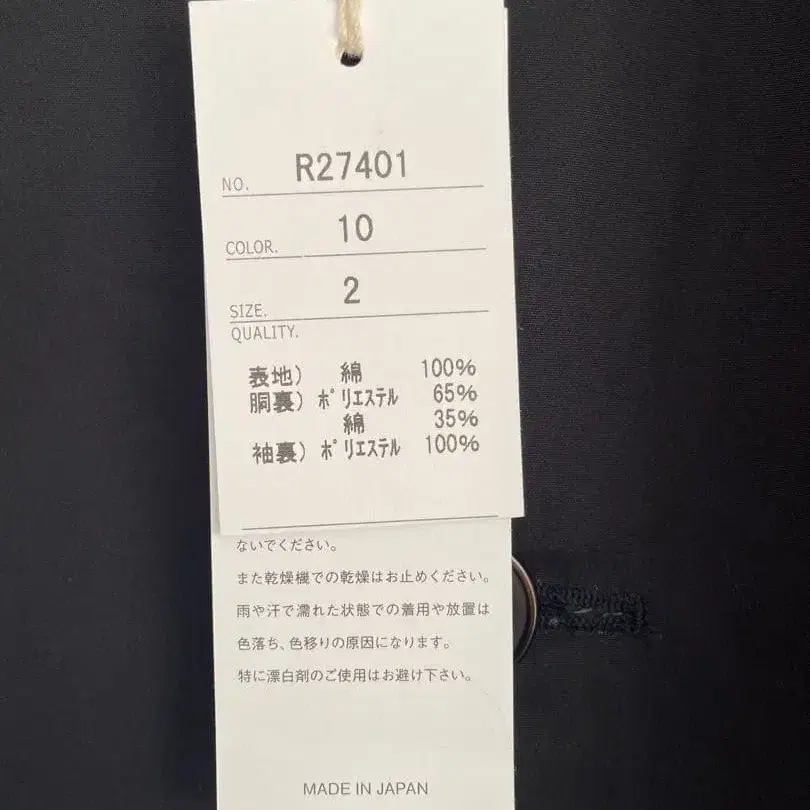 NO. R27401
COLOR. 10
SIZE. 2
QUALITY.
表地) 綿 100%
胴裏) ﾎﾟﾘｴｽﾃﾙ 65%
綿 35%
袖裏) ﾎﾟﾘｴｽﾃﾙ 100%
ないでください。
また乾燥機での乾燥はお止めください。
雨や汗で濡れた状態での着用や放置は
色落ち、色移りの原因になります。
特に漂白剤のご使用はお避け下さい。
MADE IN JAPAN